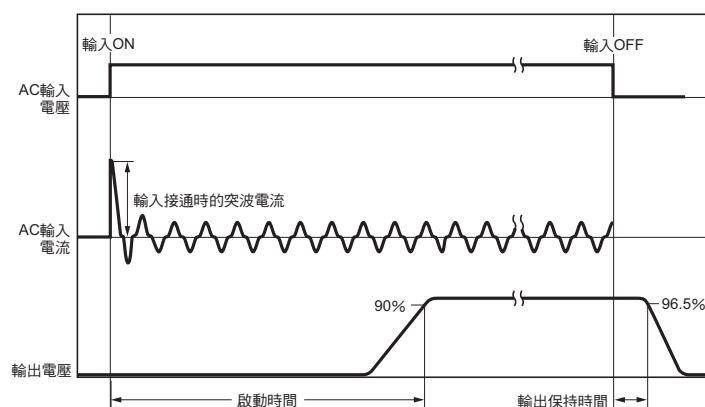 輸入ON
輸入OFF
AC輸入
電壓
輸入接通時的突波電流
AC輸入
電流
90%
96.5%
輸出電壓
啟動時間
輸出保持時間